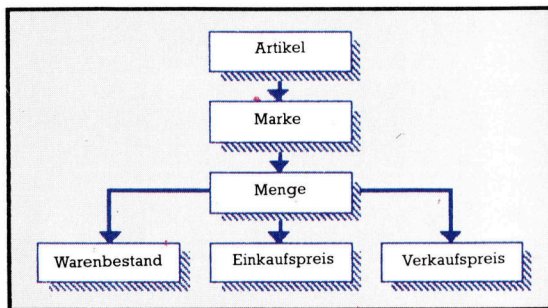 Artikel
Marke
Menge
Warenbestand
Einkaufspreis
Verkaufspreis